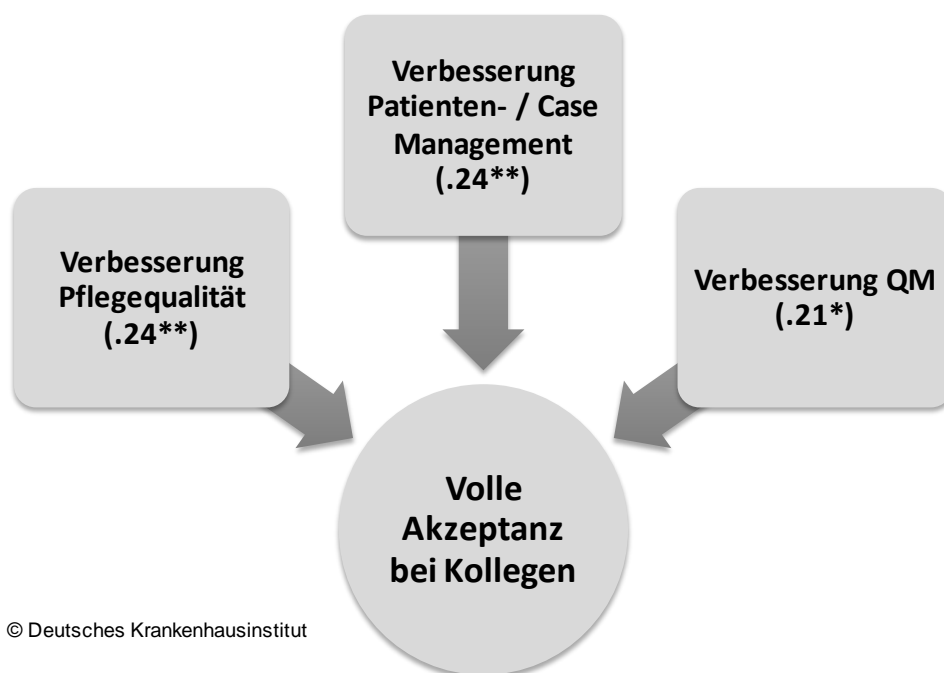 Verbesserung
Patienten- / Case
Management
(.24**)
Verbesserung
Pflegequalität
(.24**)
Verbesserung QM
(.21*)
Volle
Akzeptanz
bei Kollegen
© Deutsches Krankenhausinstitut